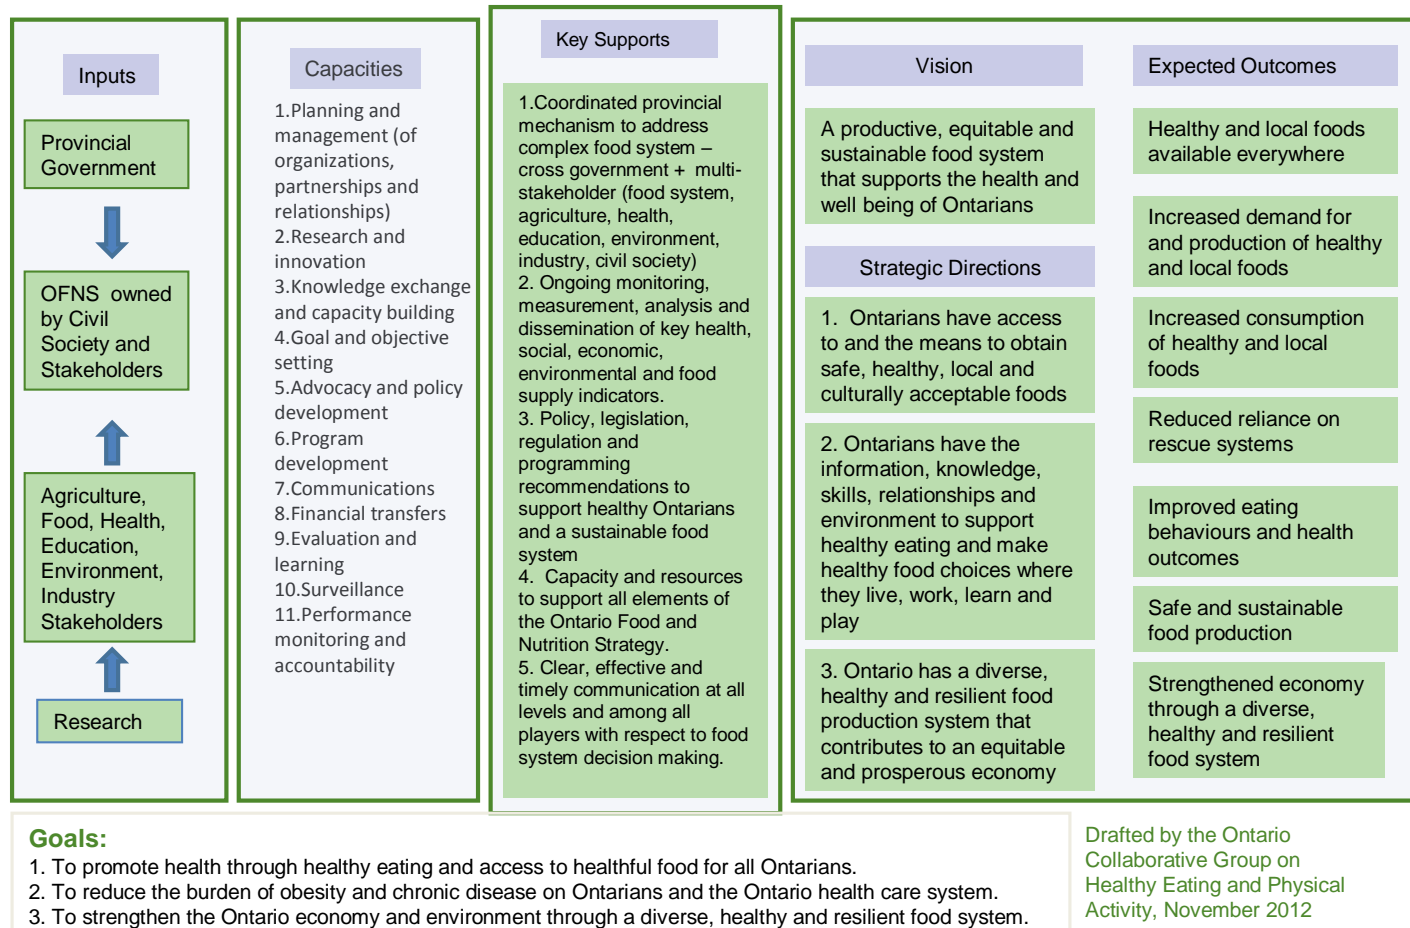 Inputs
Provincial
Government
OFNS owned
by Civil
Society and
Stakeholders
Agriculture,
Food, Health,
Education,
Environment,
Industry
Stakeholders
Research
Capacities
1.Planning and
management (of
organizations,
partnerships and
relationships)
2.Research and
innovation
3.Knowledge exchange
and capacity building
4.Goal and objective
setting
5.Advocacy and policy
development
6.Program
development
7.Communications
8.Financial transfers
9.Evaluation and
learning
10.Surveillance
11.Performance
monitoring and
accountability
Key Supports
1.Coordinated provincial
mechanism to address
complex food system –
cross government + multi-
stakeholder (food system,
agriculture, health,
education, environment,
industry, civil society)
2. Ongoing monitoring,
measurement, analysis and
dissemination of key health,
social, economic,
environmental and food
supply indicators.
3. Policy, legislation,
regulation and
programming
recommendations to
support healthy Ontarians
and a sustainable food
system
4. Capacity and resources
to support all elements of
the Ontario Food and
Nutrition Strategy.
5. Clear, effective and
timely communication at all
levels and among all
players with respect to food
system decision making.
Vision
A productive, equitable and
sustainable food system
that supports the health and
well being of Ontarians
Strategic Directions
1. Ontarians have access
to and the means to obtain
safe, healthy, local and
culturally acceptable foods
2. Ontarians have the
information, knowledge,
skills, relationships and
environment to support
healthy eating and make
healthy food choices where
they live, work, learn and
play
3. Ontario has a diverse,
healthy and resilient food
production system that
contributes to an equitable
and prosperous economy
Expected Outcomes
Healthy and local foods
available everywhere
Increased demand for
and production of healthy
and local foods
Increased consumption
of healthy and local
foods
Reduced reliance on
rescue systems
Improved eating
behaviours and health
outcomes
Safe and sustainable
food production
Strengthened economy
through a diverse,
healthy and resilient
food system
Goals:
1. To promote health through healthy eating and access to healthful food for all Ontarians.
2. To reduce the burden of obesity and chronic disease on Ontarians and the Ontario health care system.
3. To strengthen the Ontario economy and environment through a diverse, healthy and resilient food system.
Drafted by the Ontario
Collaborative Group on
Healthy Eating and Physical
Activity, November 2012